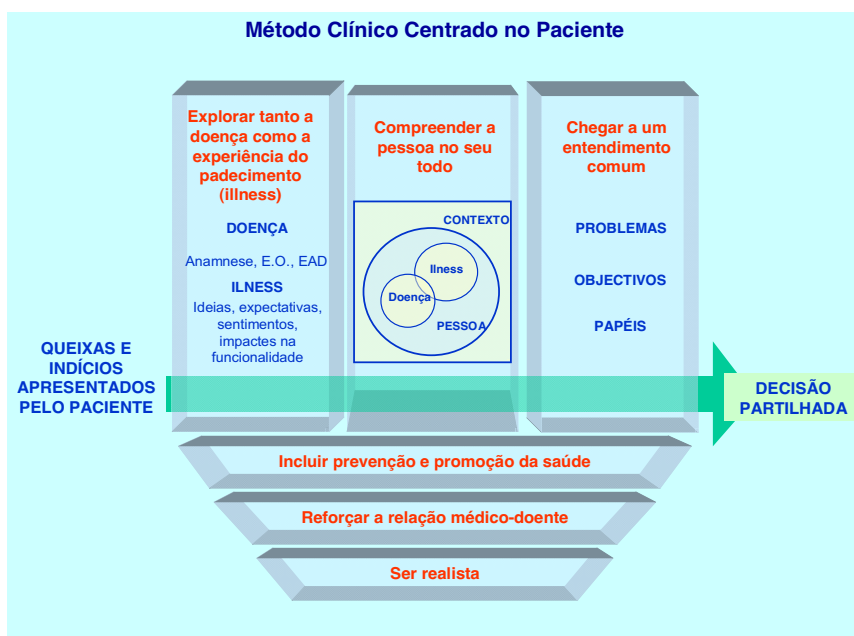 Método Clínico Centrado no Paciente
Explorar tanto a
doença como a
experiência do
padecimento
(illness)
DOENÇA
Anamnese, E.O., EAD
ILNESS
Ideias, expectativas,
sentimentos,
impactes na
funcionalidade
Compreender a
pessoa no seu
todo
CONTEXTO
Ilness
Doença
PESSOA
Chegar a um
entendimento
comum
PROBLEMAS
OBJECTIVOS
PAPÉIS
QUEIXAS E
INDÍCIOS
APRESENTADOS
PELO PACIENTE
DECISÃO
PARTILHADA
Incluir prevenção e promoção da saúde
Reforçar a relação médico-doente
Ser realista